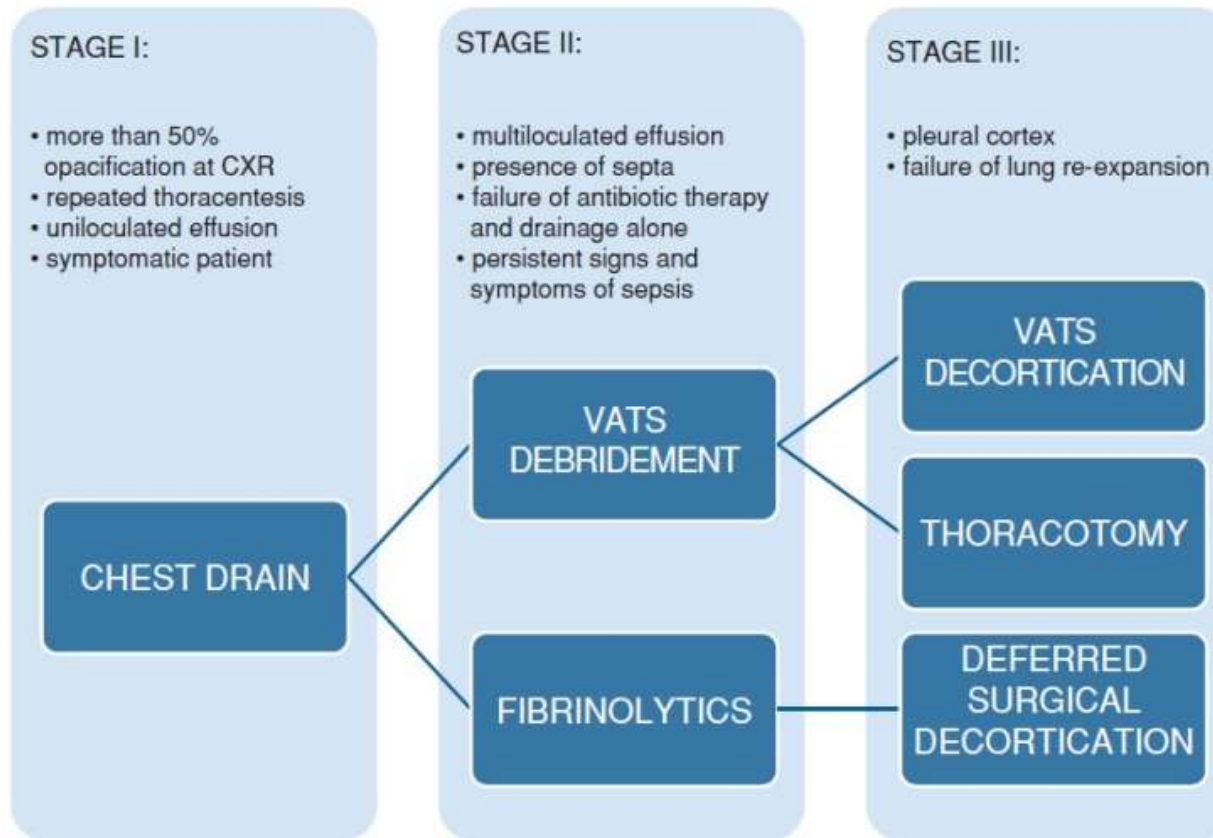 STAGE I:
• more than 50%
opacification at CXR
• repeated thoracentesis
• uniloculated effusion
• symptomatic patient
CHEST DRAIN
STAGE II:
• multiloculated effusion
• presence of septa
• failure of antibiotic therapy
and drainage alone
• persistent signs and
symptoms of sepsis
VATS
DEBRIDEMENT
FIBRINOLYTICS
STAGE III:
• pleural cortex
• failure of lung re-expansion
VATS
DECORTICATION
THORACOTOMY
DEFERRED
SURGICAL
DECORTICATION